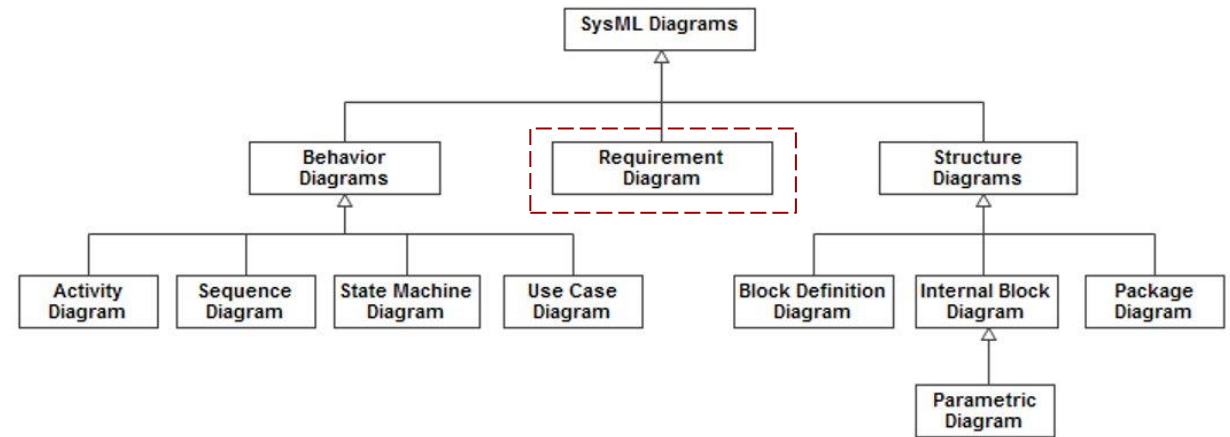 SysML Diagrams
Behavior
Diagrams
Requirement
Diagram
Structure
Diagrams
Activity
Diagram
Sequence
Diagram
State Machine
Diagram
Use Case
Diagram
Block Definition
Diagram
Internal Block
Diagram
Package
Diagram
Parametric
Diagram